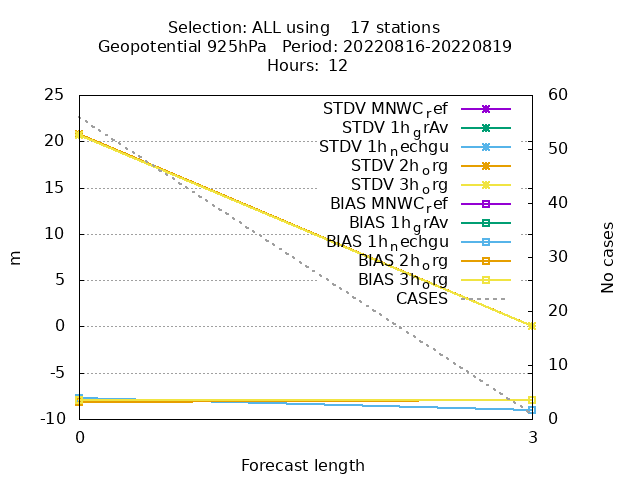 Selection: ALL using 17 stations
Geopotential 925hPa Period: 20220816-20220819
Hours: 12
25
20
15
10
5
0
-5
-10
m
60
50
40
30
20
10
0
No cases
STDV MNWC_ref
STDV 1h_grAv
STDV 1h_nechgu
STDV 2h_org
STDV 3h_org
BIAS MNWC_ref
BIAS 1h_grAv
BIAS 1h_nechgu
BIAS 2h_org
BIAS 3h_org
CASES
0
3
Forecast length